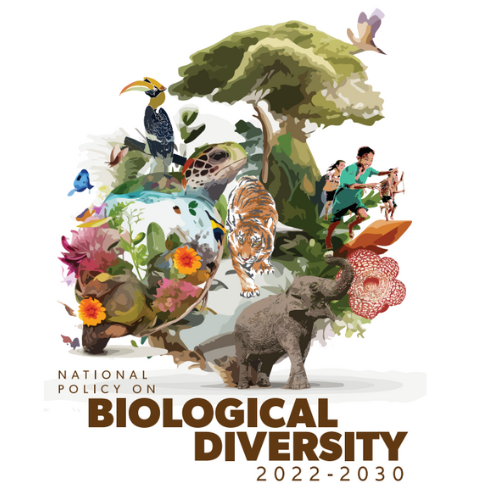 NATIONAL
POLICY ON
BIOLOGICAL
DIVERSITY
2022-2030